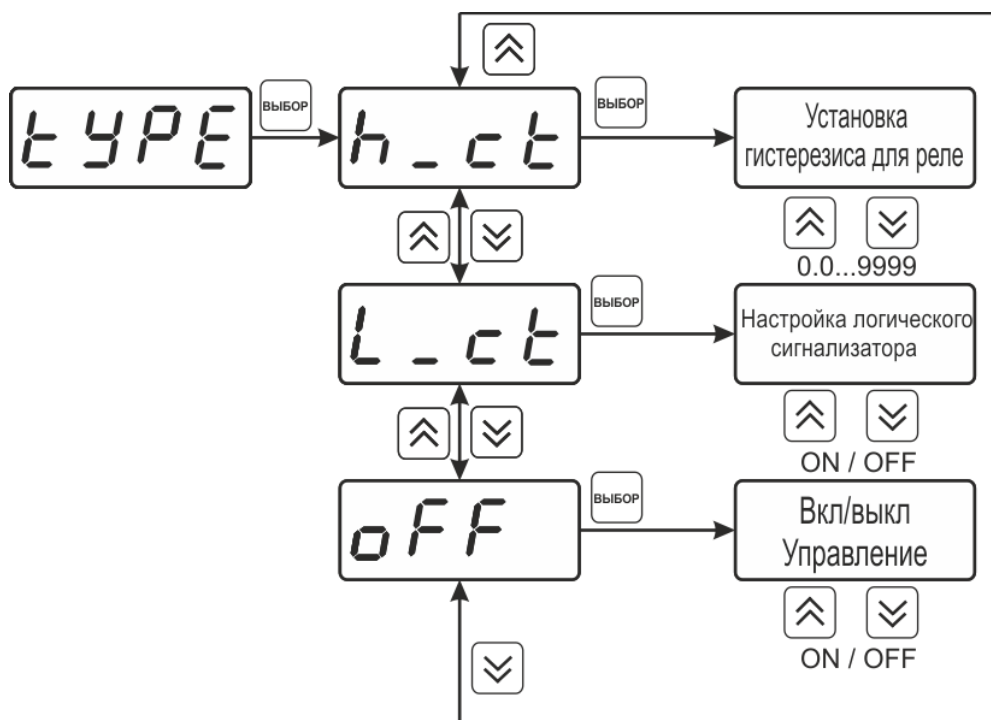 tYPE
ВЫБОР
h_ct
ВЫБОР
Установка
гистерезиса для реле
0.0...9999
L_ct
ВЫБОР
Настройка логического
сигнализатора
ON / OFF
oFF
ВЫБОР
Вкл/выкл
Управление
ON / OFF